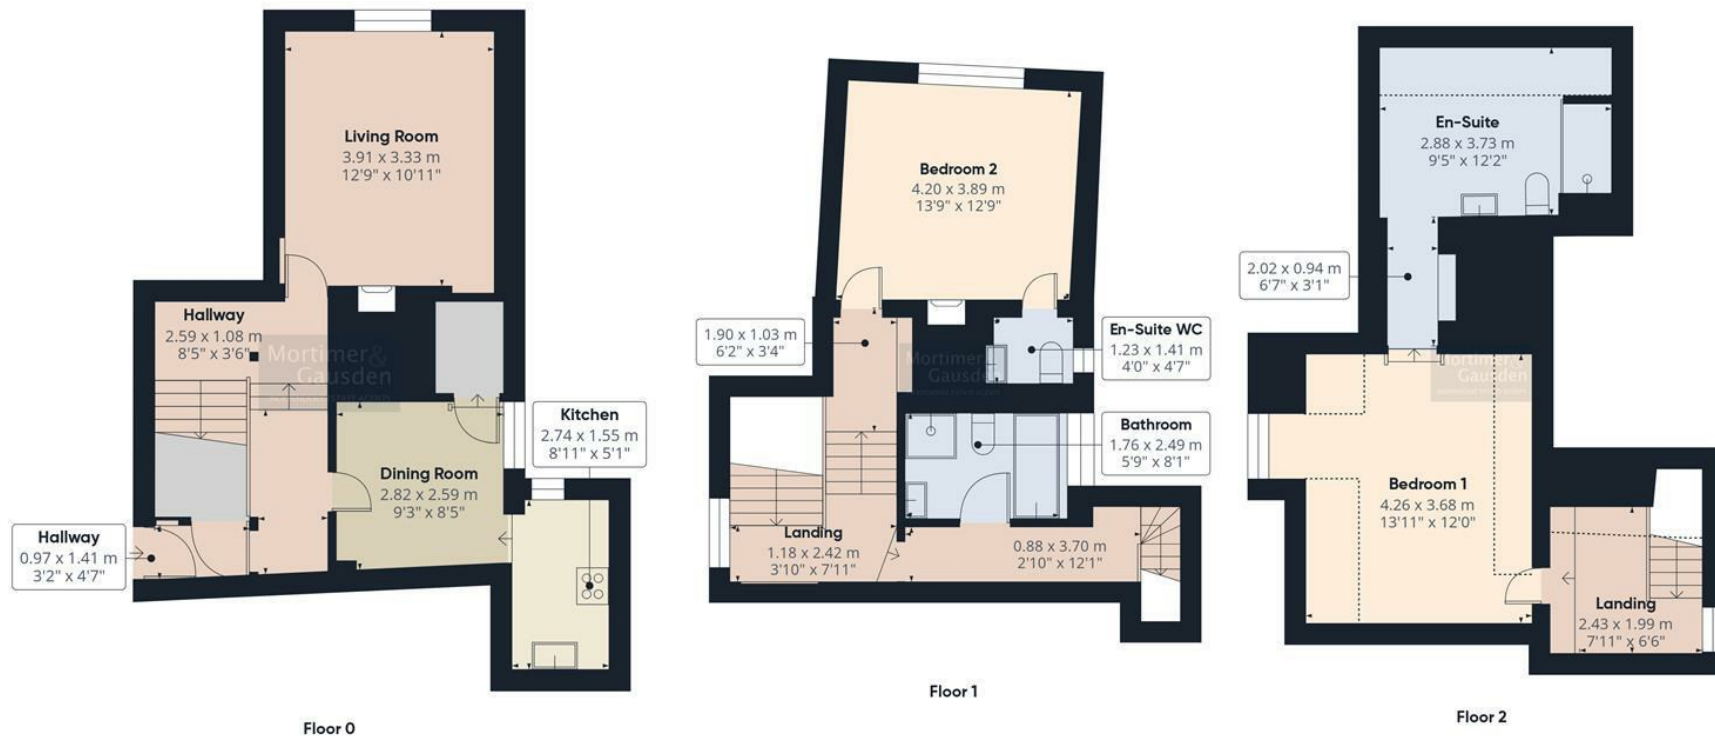 Living Room
3.91 x 3.33 m
12'9" x 10'11"
Hallway
2.59 x 1.08 m
8'5" x 3'6"
Mortimer &
Gausden
Kitchen
2.74 x 1.55 m
8'11" x 5'1"
Dining Room
2.82 x 2.59 m
9'3" x 8'5"
Hallway
0.97 x 1.41 m
3'2" x 4'7"
Floor 0
Bedroom 2
4.20 x 3.89 m
13'9" x 12'9"
1.90 x 1.03 m
6'2" x 3'4"
Mortimer &
Gausden
En-Suite WC
1.23 x 1.41 m
4'0" x 4'7"
Bathroom
1.76 x 2.49 m
5'9" x 8'1"
Landing
1.18 x 2.42 m
3'10" x 7'11"
0.88 x 3.70 m
2'10" x 12'1"
Floor 1
En-Suite
2.88 x 3.73 m
9'5" x 12'2"
2.02 x 0.94 m
6'7" x 3'1"
Mortimer &
Gausden
Bedroom 1
4.26 x 3.68 m
13'11" x 12'0"
Landing
2.43 x 1.99 m
7'11" x 6'6"
Floor 2